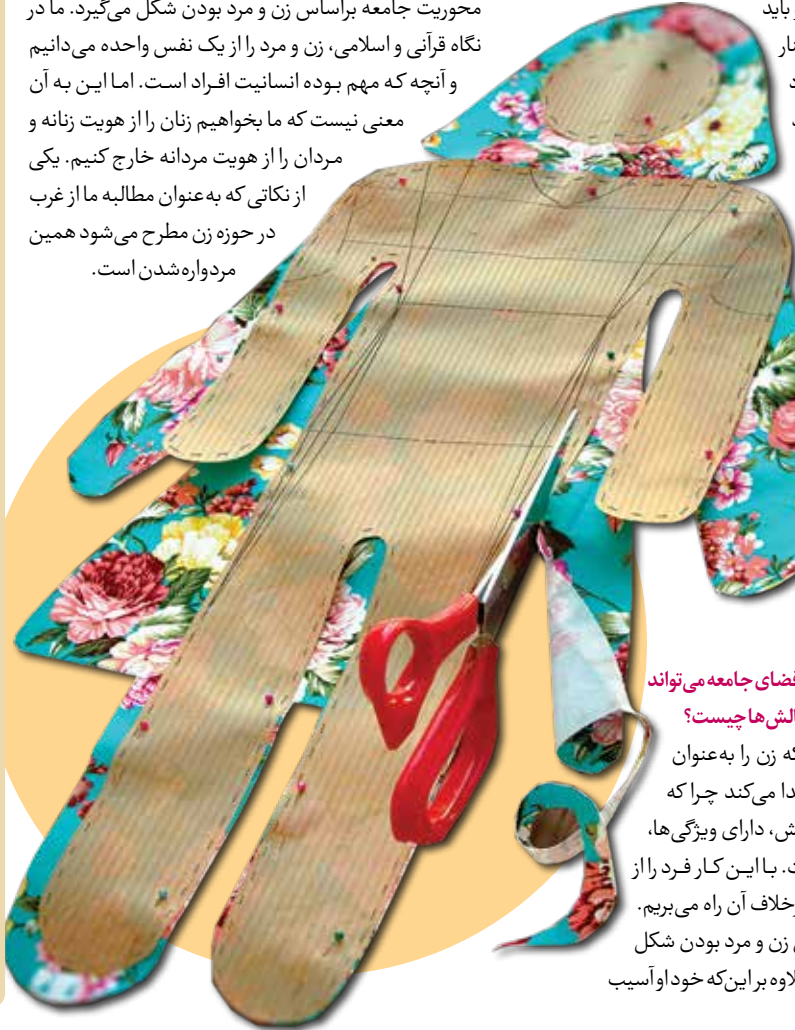 باید
نار
د
د
فضای جامعه می‌تواند
لش‌ها چیست؟
که زن را به‌عنوان
دا می‌کند چرا که
ش، دارای ویژگی‌ها،
ت. با این کار فرد را از
خلاف آن راه می‌بریم.
زن و مرد بودن شکل
لاوه بر این‌که خود او آسیب
محوریت جامعه براساس زن و مرد بودن شکل می‌گیرد. ما در
نگاه قرآنی و اسلامی، زن و مرد را از یک نفس واحده می‌دانیم
و آنچه که مهم بوده انسانیت افراد است. اما این به آن
معنی نیست که ما بخواهیم زنان را از هویت زنانه و
مردان را از هویت مردانه خارج کنیم. یکی
از نکاتی که به‌عنوان مطالبه ما از غرب
در حوزه زن مطرح می‌شود همین
مردواره‌شدن است.